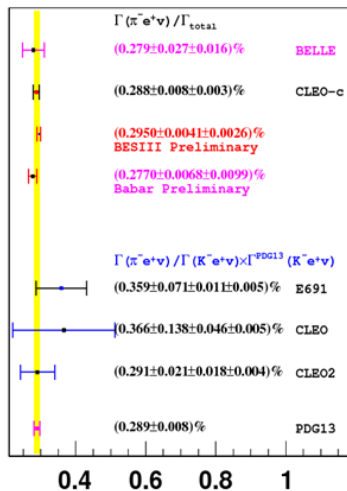 Γ(π⁻e⁺ν)/Γtotal
(0.279±0.027±0.016)% BELLE
(0.288±0.008±0.003)% CLEO-c
(0.2950±0.0041±0.0026)%
BESIII Preliminary
(0.2770±0.0068±0.0099)%
Babar Preliminary
Γ(π⁻e⁺ν)/Γ(K⁻e⁺ν)×Γᴾᴰᴳ¹³(K⁻e⁺ν)
(0.359±0.071±0.011±0.005)% E691
(0.366±0.138±0.046±0.005)% CLEO
(0.291±0.021±0.018±0.004)% CLEO2
(0.289±0.008)% PDG13
0.4 0.6 0.8 1